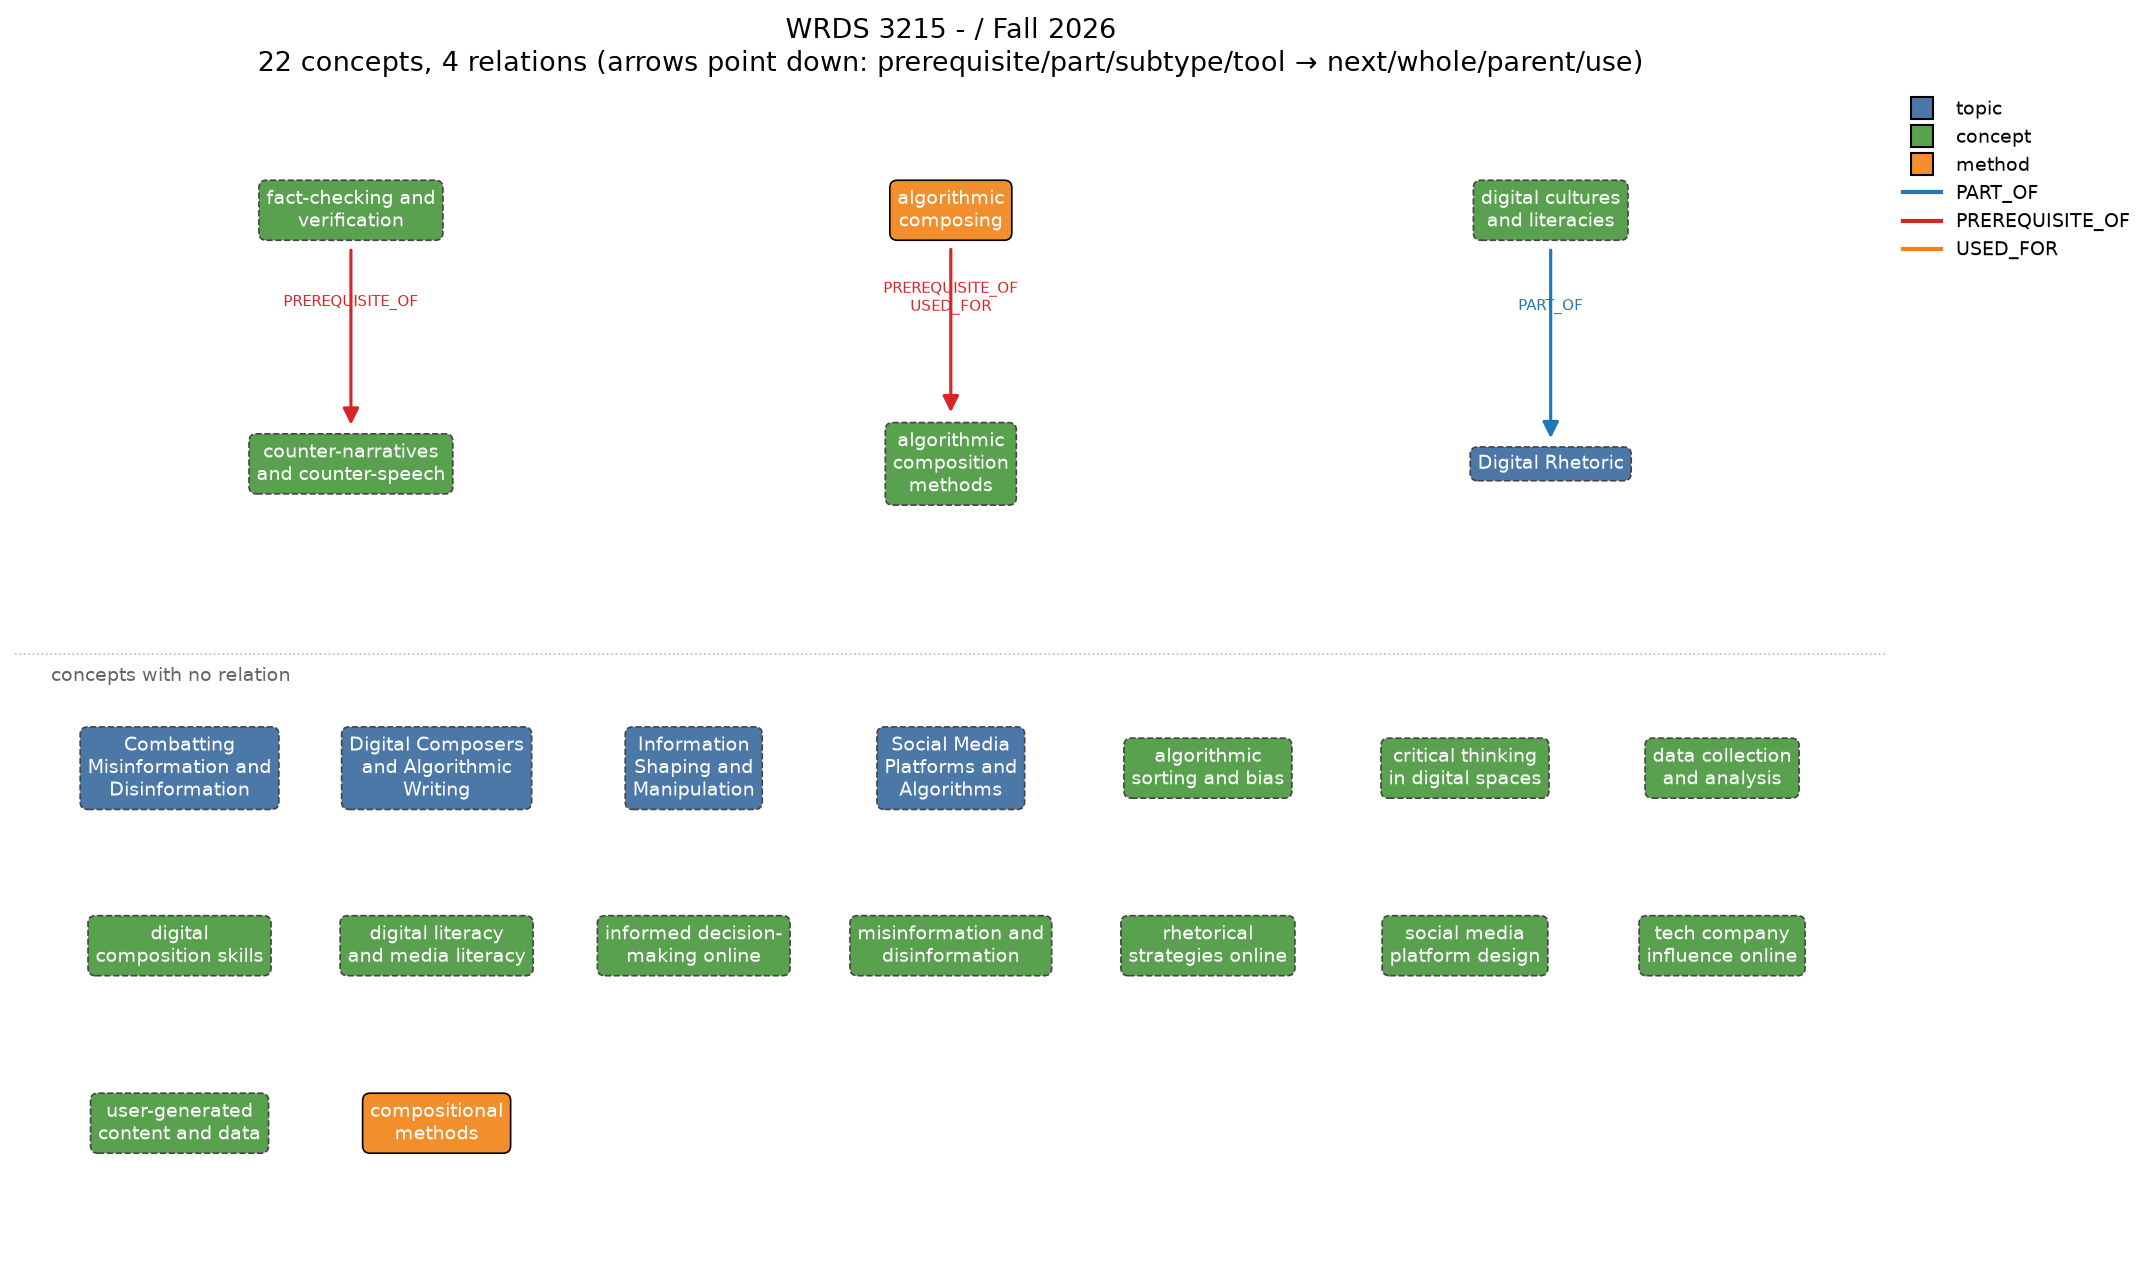 WRDS 3215 - / Fall 2026
22 concepts, 4 relations (arrows point down: prerequisite/part/subtype/tool → next/whole/parent/use)
topic
concept
method
PART_OF
PREREQUISITE_OF
USED_FOR
fact-checking and
verification
algorithmic
composing
digital cultures
and literacies
PREREQUISITE_OF
PREREQUISITE_OF
USED_FOR
PART_OF
counter-narratives
and counter-speech
algorithmic
composition
methods
Digital Rhetoric
concepts with no relation
Combatting
Misinformation and
Disinformation
Digital Composers
and Algorithmic
Writing
Information
Shaping and
Manipulation
Social Media
Platforms and
Algorithms
algorithmic
sorting and bias
critical thinking
in digital spaces
data collection
and analysis
digital
composition skills
digital literacy
and media literacy
informed decision-
making online
misinformation and
disinformation
rhetorical
strategies online
social media
platform design
tech company
influence online
user-generated
content and data
compositional
methods